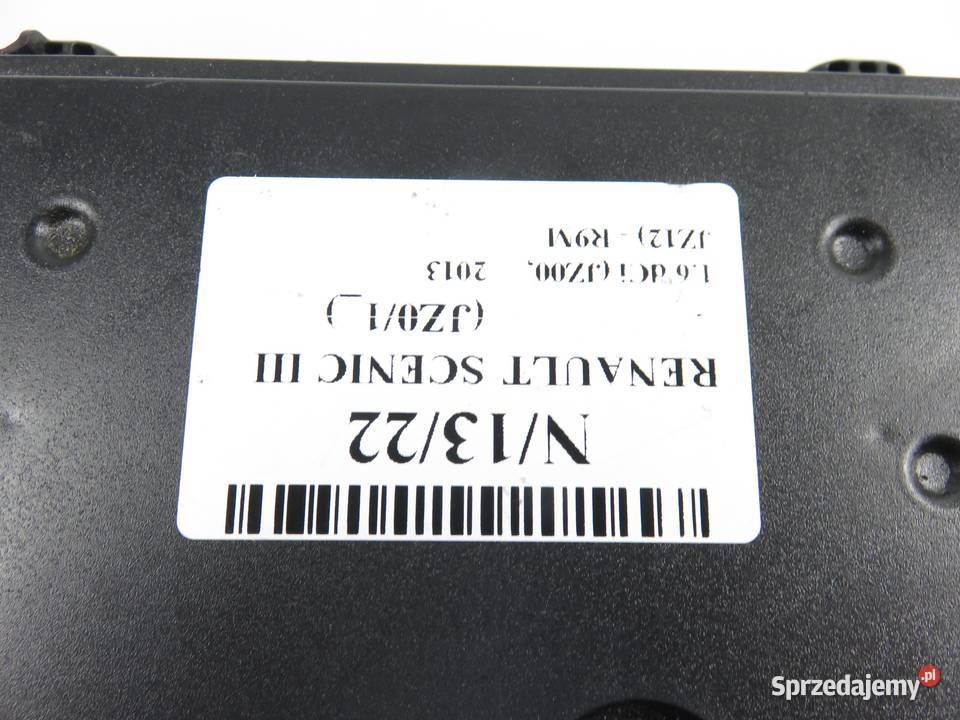 N/13/22
RENAULT SCENIC III
(JZ0/1_)
1.6 dCi (JZ00, 2013
JZ12) - R9M
Sprzedajemy.pl